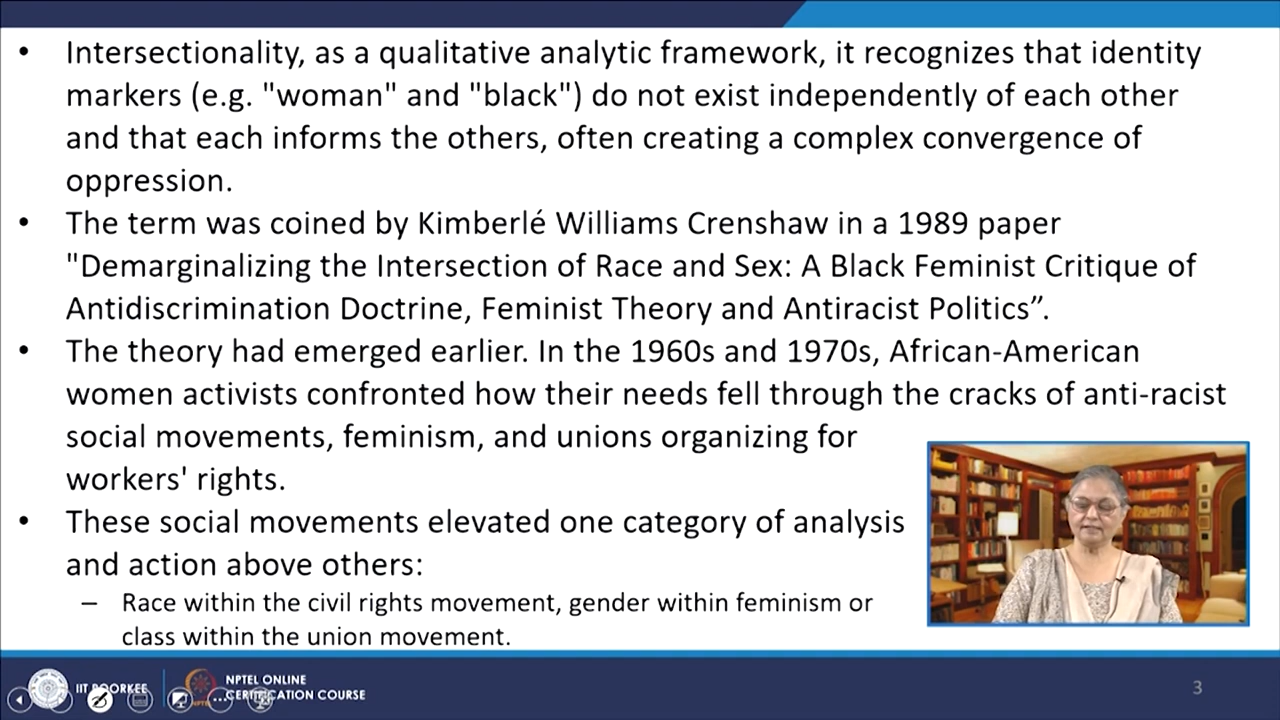 • Intersectionality, as a qualitative analytic framework, it recognizes that identity
markers (e.g. "woman" and "black") do not exist independently of each other
and that each informs the others, often creating a complex convergence of
oppression.
• The term was coined by Kimberlé Williams Crenshaw in a 1989 paper
"Demarginalizing the Intersection of Race and Sex: A Black Feminist Critique of
Antidiscrimination Doctrine, Feminist Theory and Antiracist Politics”.
• The theory had emerged earlier. In the 1960s and 1970s, African-American
women activists confronted how their needs fell through the cracks of anti-racist
social movements, feminism, and unions organizing for
workers' rights.
• These social movements elevated one category of analysis
and action above others:
– Race within the civil rights movement, gender within feminism or
class within the union movement.
IIT ROORKEE
NPTEL ONLINE
CERTIFICATION COURSE
3